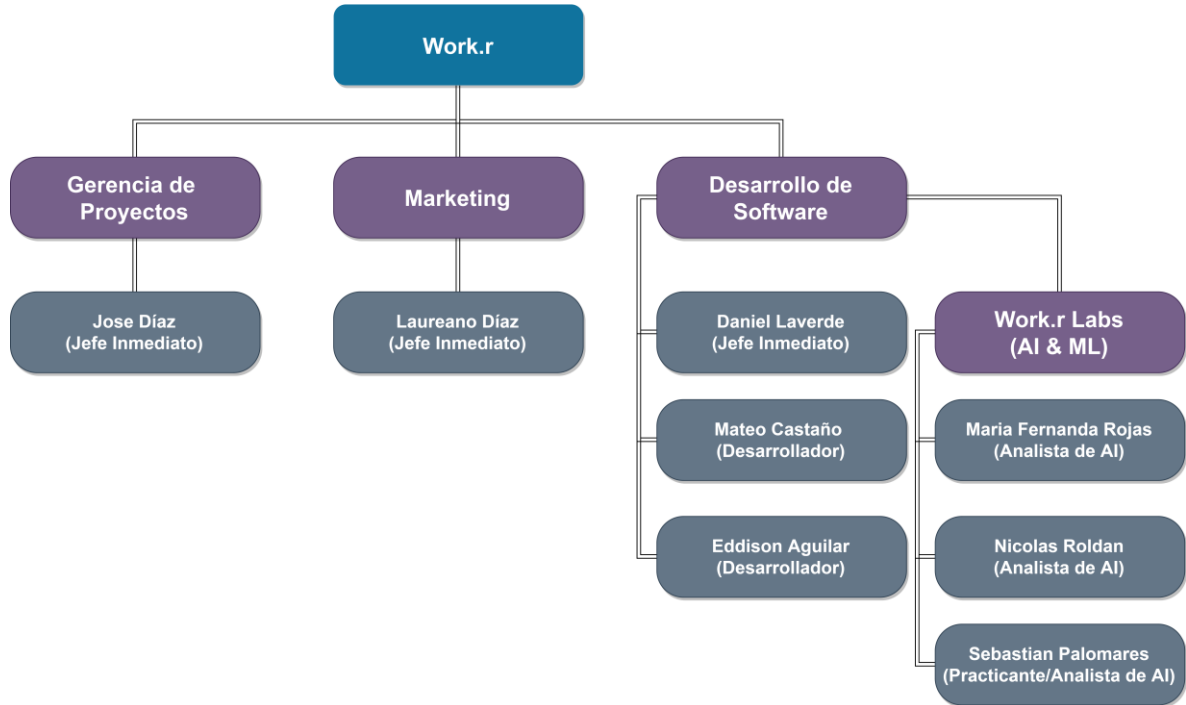 Work.r
Gerencia de
Proyectos
Marketing
Desarrollo de
Software
Jose Díaz
(Jefe Inmediato)
Laureano Díaz
(Jefe Inmediato)
Daniel Laverde
(Jefe Inmediato)
Work.r Labs
(AI & ML)
Mateo Castaño
(Desarrollador)
Maria Fernanda Rojas
(Analista de AI)
Eddison Aguilar
(Desarrollador)
Nicolas Roldan
(Analista de AI)
Sebastian Palomares
(Practicante/Analista de AI)